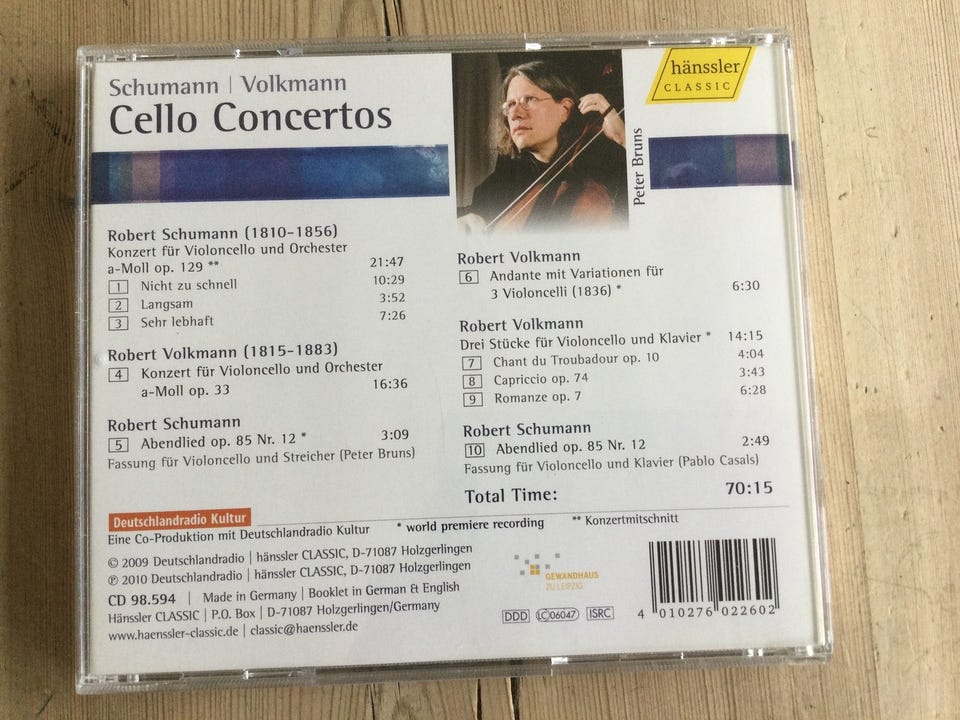 Schumann | Volkmann
Cello Concertos
hänssler
CLASSIC
Peter Bruns
Robert Schumann (1810-1856)
Konzert für Violoncello und Orchester
a-Moll op. 129 ** 21:47
1 Nicht zu schnell 10:29
2 Langsam 3:52
3 Sehr lebhaft 7:26
Robert Volkmann (1815-1883)
4 Konzert für Violoncello und Orchester
a-Moll op. 33 16:36
Robert Schumann
5 Abendlied op. 85 Nr. 12 * 3:09
Fassung für Violoncello und Streicher (Peter Bruns)
Robert Volkmann
6 Andante mit Variationen für
3 Violoncelli (1836) * 6:30
Robert Volkmann
Drei Stücke für Violoncello und Klavier * 14:15
7 Chant du Troubadour op. 10 4:04
8 Capriccio op. 74 3:43
9 Romanze op. 7 6:28
Robert Schumann
10 Abendlied op. 85 Nr. 12 2:49
Fassung für Violoncello und Klavier (Pablo Casals)
Total Time: 70:15
Deutschlandradio Kultur
Eine Co-Produktion mit Deutschlandradio Kultur * world premiere recording ** Konzertmitschnitt
© 2009 Deutschlandradio | hänssler CLASSIC, D-71087 Holzgerlingen
℗ 2010 Deutschlandradio | hänssler CLASSIC, D-71087 Holzgerlingen
CD 98.594 | Made in Germany | Booklet in German & English
Hänssler CLASSIC | P.O. Box | D-71087 Holzgerlingen/Germany
www.haenssler-classic.de | classic@haenssler.de
GEWANDHAUS
ZU LEIPZIG
DDD LC 06047 ISRC
4 010276 022602